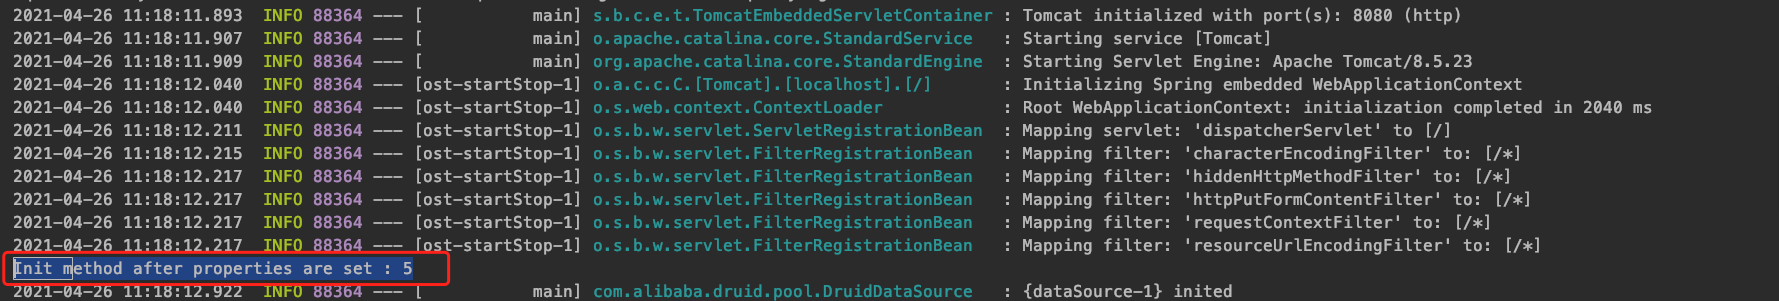 2021-04-26 11:18:11.893  INFO 88364 --- [           main] s.b.c.e.t.TomcatEmbeddedServletContainer : Tomcat initialized with port(s): 8080 (http)
2021-04-26 11:18:11.907  INFO 88364 --- [           main] o.apache.catalina.core.StandardService   : Starting service [Tomcat]
2021-04-26 11:18:11.909  INFO 88364 --- [           main] org.apache.catalina.core.StandardEngine  : Starting Servlet Engine: Apache Tomcat/8.5.23
2021-04-26 11:18:12.040  INFO 88364 --- [ost-startStop-1] o.a.c.c.C.[Tomcat].[localhost].[/]       : Initializing Spring embedded WebApplicationContext
2021-04-26 11:18:12.040  INFO 88364 --- [ost-startStop-1] o.s.web.context.ContextLoader            : Root WebApplicationContext: initialization completed in 2040 ms
2021-04-26 11:18:12.211  INFO 88364 --- [ost-startStop-1] o.s.b.w.servlet.ServletRegistrationBean  : Mapping servlet: 'dispatcherServlet' to [/]
2021-04-26 11:18:12.215  INFO 88364 --- [ost-startStop-1] o.s.b.w.servlet.FilterRegistrationBean   : Mapping filter: 'characterEncodingFilter' to: [/*]
2021-04-26 11:18:12.217  INFO 88364 --- [ost-startStop-1] o.s.b.w.servlet.FilterRegistrationBean   : Mapping filter: 'hiddenHttpMethodFilter' to: [/*]
2021-04-26 11:18:12.217  INFO 88364 --- [ost-startStop-1] o.s.b.w.servlet.FilterRegistrationBean   : Mapping filter: 'httpPutFormContentFilter' to: [/*]
2021-04-26 11:18:12.217  INFO 88364 --- [ost-startStop-1] o.s.b.w.servlet.FilterRegistrationBean   : Mapping filter: 'requestContextFilter' to: [/*]
2021-04-26 11:18:12.217  INFO 88364 --- [ost-startStop-1] o.s.b.w.servlet.FilterRegistrationBean   : Mapping filter: 'resourceUrlEncodingFilter' to: [/*]
Init method after properties are set : 5
2021-04-26 11:18:12.922  INFO 88364 --- [           main] com.alibaba.druid.pool.DruidDataSource   : {dataSource-1} inited